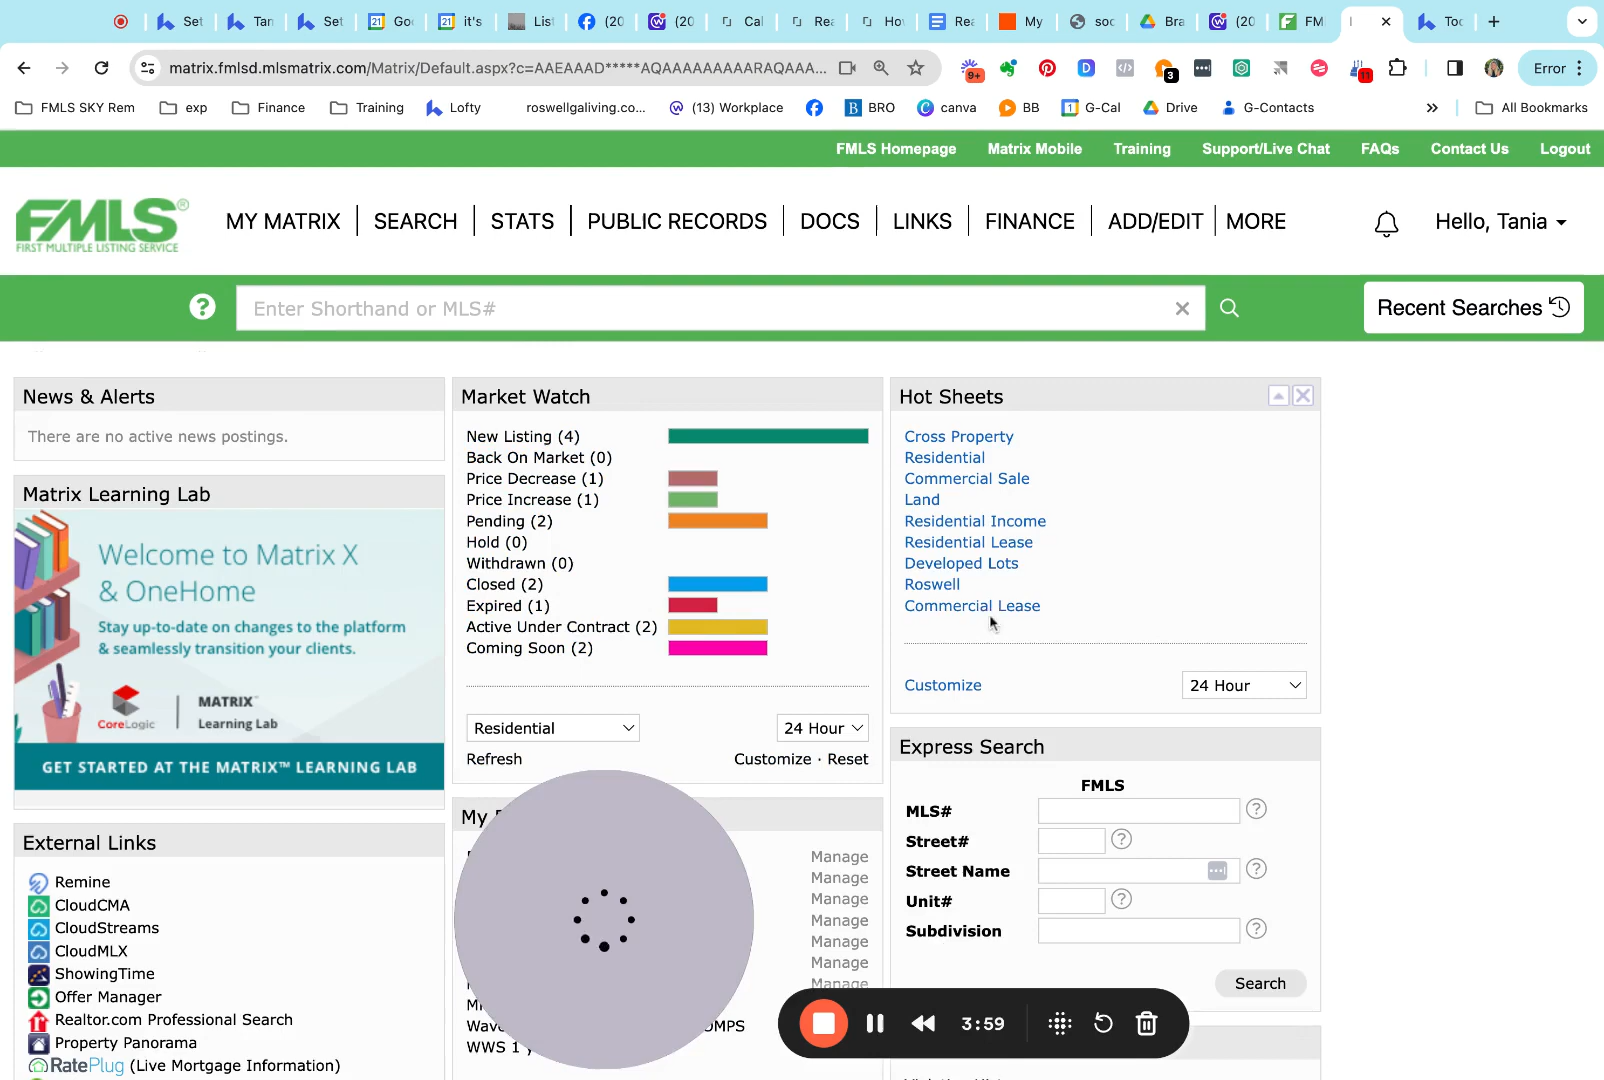 Set
Tan
Set
Goo
it's
List
(20
(20
Cal
Rea
Hov
Rea
My
soc
Bra
(20
FM
Too
matrix.fmlsd.mlsmatrix.com/Matrix/Default.aspx?c=AAEAAAD*****AQAAAAAAAAARAQAAA...
9+
3
11
Error
FMLS SKY Rem
exp
Finance
Training
Lofty
roswellgaliving.co...
(13) Workplace
BRO
canva
BB
G-Cal
Drive
G-Contacts
All Bookmarks
FMLS Homepage
Matrix Mobile
Training
Support/Live Chat
FAQs
Contact Us
Logout
FMLS®
FIRST MULTIPLE LISTING SERVICE
MY MATRIX
SEARCH
STATS
PUBLIC RECORDS
DOCS
LINKS
FINANCE
ADD/EDIT
MORE
Hello, Tania
Enter Shorthand or MLS#
Recent Searches
News & Alerts
There are no active news postings.
Matrix Learning Lab
Welcome to Matrix X
& OneHome
Stay up-to-date on changes to the platform
& seamlessly transition your clients.
CoreLogic
MATRIX™
Learning Lab
GET STARTED AT THE MATRIX™ LEARNING LAB
External Links
Remine
CloudCMA
CloudStreams
CloudMLX
ShowingTime
Offer Manager
Realtor.com Professional Search
Property Panorama
RatePlug (Live Mortgage Information)
Market Watch
New Listing (4)
Back On Market (0)
Price Decrease (1)
Price Increase (1)
Pending (2)
Hold (0)
Withdrawn (0)
Closed (2)
Expired (1)
Active Under Contract (2)
Coming Soon (2)
Residential
24 Hour
Refresh
Customize · Reset
My
Manage
Manage
Manage
Manage
Manage
Manage
Manage
OMPS
WWS 1 y
Hot Sheets
Cross Property
Residential
Commercial Sale
Land
Residential Income
Residential Lease
Developed Lots
Roswell
Commercial Lease
Customize
24 Hour
Express Search
FMLS
MLS#
Street#
Street Name
Unit#
Subdivision
Search
3:59